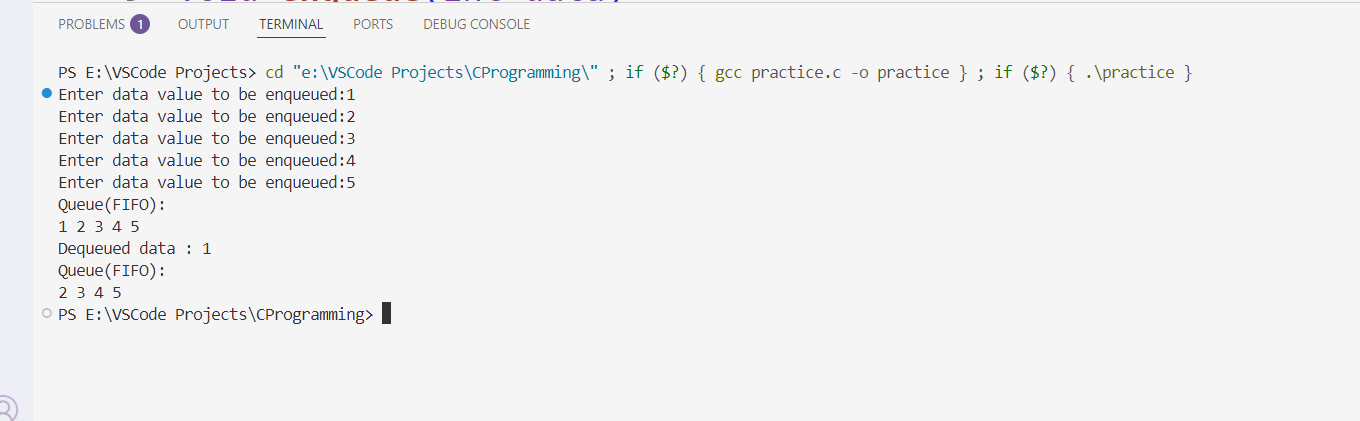 PROBLEMS 1 OUTPUT TERMINAL PORTS DEBUG CONSOLE
PS E:\VSCode Projects> cd "e:\VSCode Projects\CProgramming\" ; if ($?) { gcc practice.c -o practice } ; if ($?) { .\practice }
Enter data value to be enqueued:1
Enter data value to be enqueued:2
Enter data value to be enqueued:3
Enter data value to be enqueued:4
Enter data value to be enqueued:5
Queue(FIFO):
1 2 3 4 5
Dequeued data : 1
Queue(FIFO):
2 3 4 5
PS E:\VSCode Projects\CProgramming>